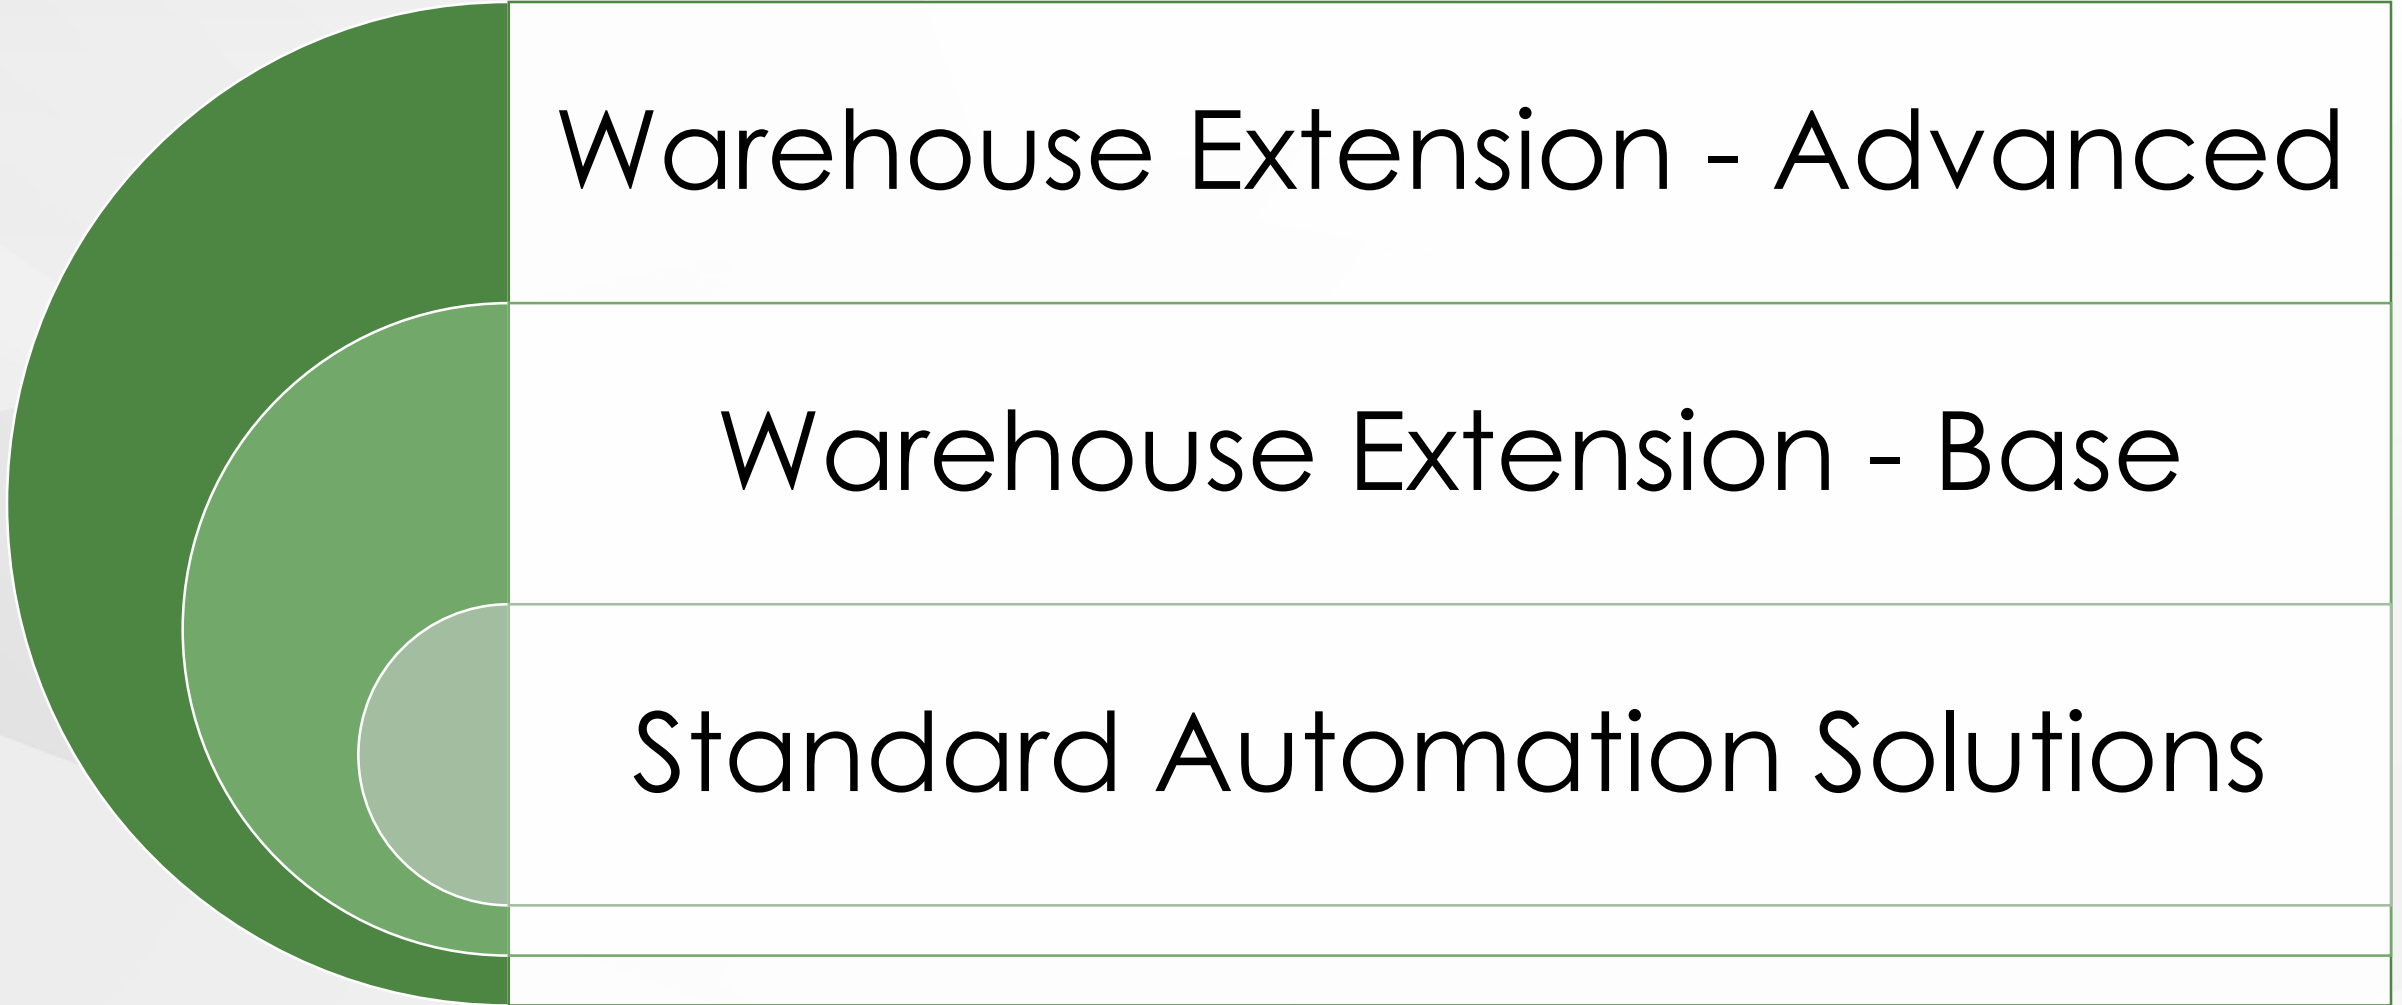 Warehouse Extension - Advanced
Warehouse Extension - Base
Standard Automation Solutions